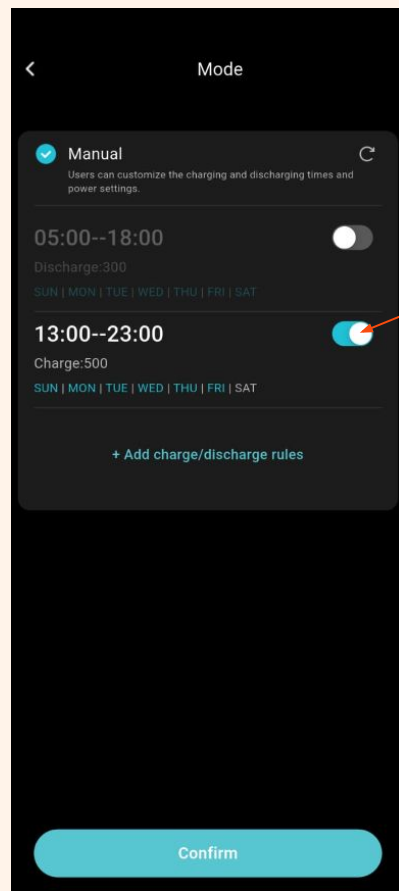 Mode
Manual
Users can customize the charging and discharging times and
power settings.
05:00--18:00
Discharge:300
SUN | MON | TUE | WED | THU | FRI | SAT
13:00--23:00
Charge:500
SUN | MON | TUE | WED | THU | FRI | SAT
+ Add charge/discharge rules
Confirm